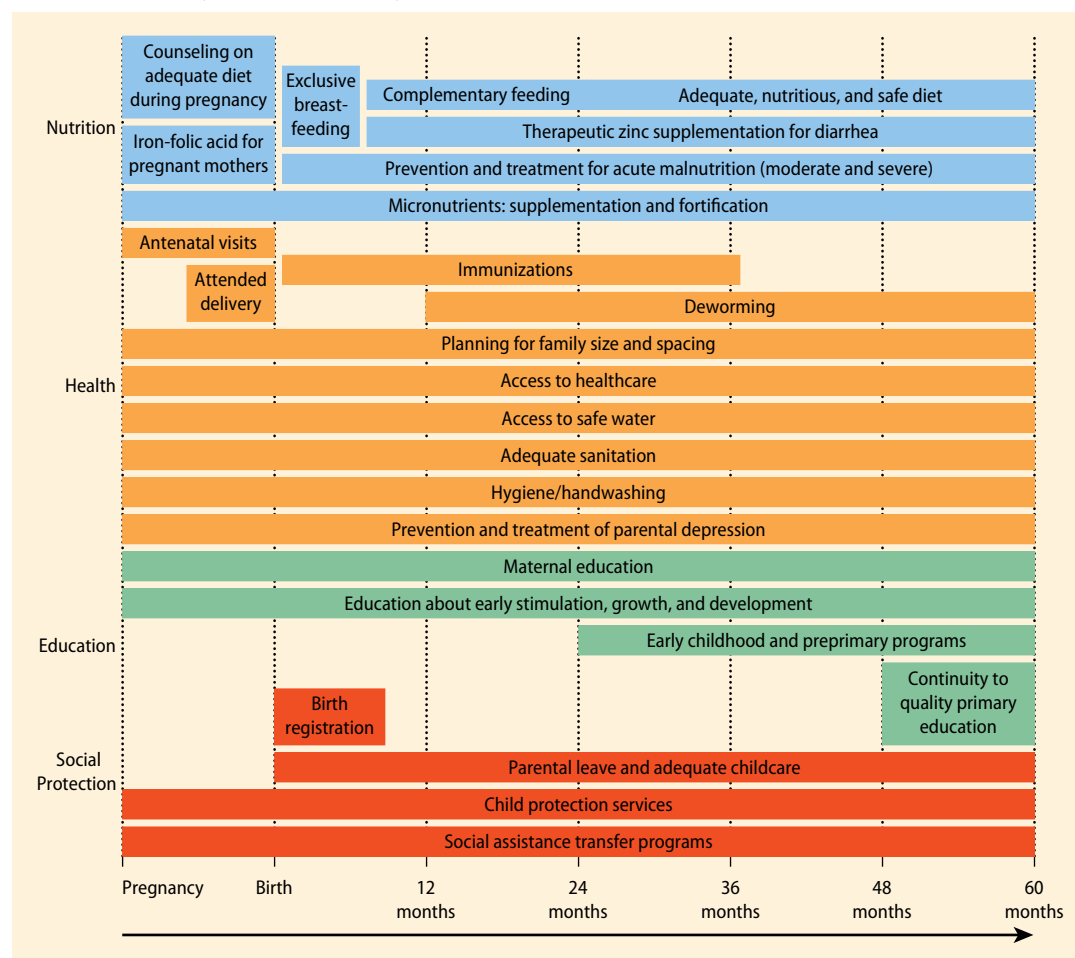 Nutrition
Counseling on
adequate diet
during pregnancy
Exclusive
breast-
feeding
Complementary feeding
Adequate, nutritious, and safe diet
Iron-folic acid for
pregnant mothers
Therapeutic zinc supplementation for diarrhea
Prevention and treatment for acute malnutrition (moderate and severe)
Micronutrients: supplementation and fortification
Health
Antenatal visits
Attended
delivery
Immunizations
Deworming
Planning for family size and spacing
Access to healthcare
Access to safe water
Adequate sanitation
Hygiene/handwashing
Prevention and treatment of parental depression
Education
Maternal education
Education about early stimulation, growth, and development
Early childhood and preprimary programs
Continuity to
quality primary
education
Social
Protection
Birth
registration
Parental leave and adequate childcare
Child protection services
Social assistance transfer programs
Pregnancy
Birth
12
months
24
months
36
months
48
months
60
months